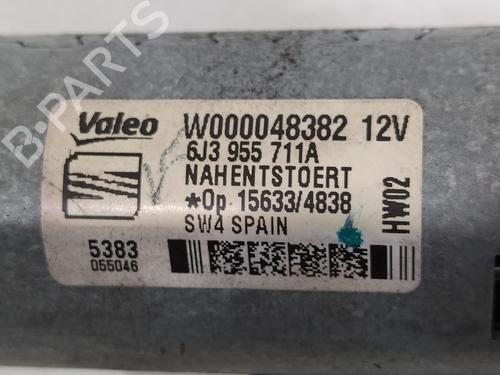 B-PARTS
Valeo
W000048382 12V
6J3 955 711A
NAHENTSTOERT
*Op 15633/4838
SW4 SPAIN
HW02
5383
055046